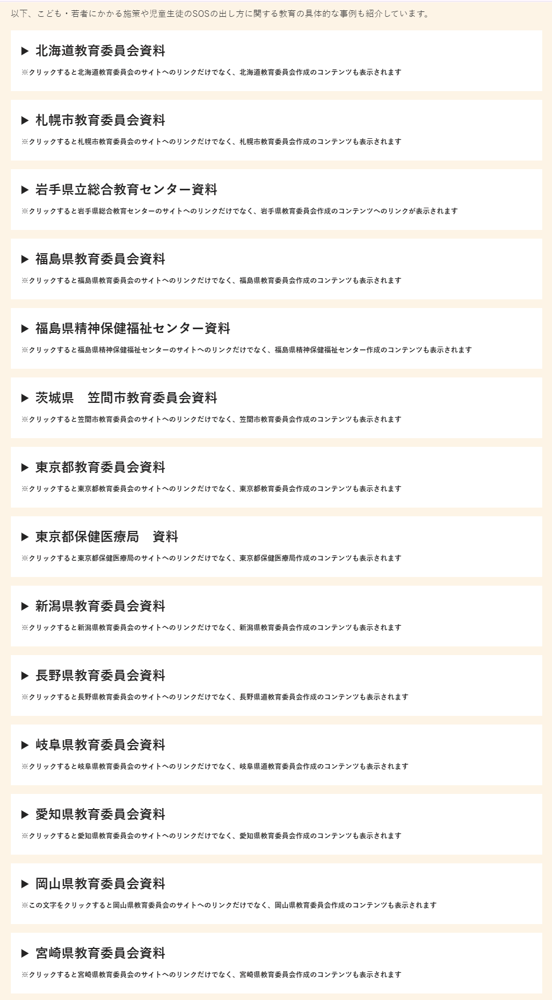 以下、こども・若者にかかる施策や児童生徒のSOSの出し方に関する教育の具体的な事例も紹介しています。
▶ 北海道教育委員会資料
※クリックすると北海道教育委員会のサイトへのリンクだけでなく、北海道教育委員会作成のコンテンツも表示されます
▶ 札幌市教育委員会資料
※クリックすると札幌市教育委員会のサイトへのリンクだけでなく、札幌市教育委員会作成のコンテンツも表示されます
▶ 岩手県立総合教育センター資料
※クリックすると岩手県総合教育センターのサイトへのリンクだけでなく、岩手県教育委員会作成のコンテンツへのリンクが表示されます
▶ 福島県教育委員会資料
※クリックすると福島県教育委員会のサイトへのリンクだけでなく、福島県教育委員会作成のコンテンツも表示されます
▶ 福島県精神保健福祉センター資料
※クリックすると福島県精神保健福祉センターのサイトへのリンクだけでなく、福島県精神保健福祉センター作成のコンテンツも表示されます
▶ 茨城県　笠間市教育委員会資料
※クリックすると笠間市教育委員会のサイトへのリンクだけでなく、笠間市教育委員会作成のコンテンツも表示されます
▶ 東京都教育委員会資料
※クリックすると東京都教育委員会のサイトへのリンクだけでなく、東京都教育委員会作成のコンテンツも表示されます
▶ 東京都保健医療局　資料
※クリックすると東京都保健医療局のサイトへのリンクだけでなく、東京都保健医療局作成のコンテンツも表示されます
▶ 新潟県教育委員会資料
※クリックすると新潟県教育委員会のサイトへのリンクだけでなく、新潟県教育委員会作成のコンテンツも表示されます
▶ 長野県教育委員会資料
※クリックすると長野県教育委員会のサイトへのリンクだけでなく、長野県道教育委員会作成のコンテンツも表示されます
▶ 岐阜県教育委員会資料
※クリックすると岐阜県教育委員会のサイトへのリンクだけでなく、岐阜県道教育委員会作成のコンテンツも表示されます
▶ 愛知県教育委員会資料
※クリックすると愛知県教育委員会のサイトへのリンクだけでなく、愛知県教育委員会作成のコンテンツも表示されます
▶ 岡山県教育委員会資料
※この文字をクリックすると岡山県教育委員会のサイトへのリンクだけでなく、岡山県教育委員会作成のコンテンツも表示されます
▶ 宮崎県教育委員会資料
※クリックすると宮崎県教育委員会のサイトへのリンクだけでなく、宮崎県教育委員会作成のコンテンツも表示されます